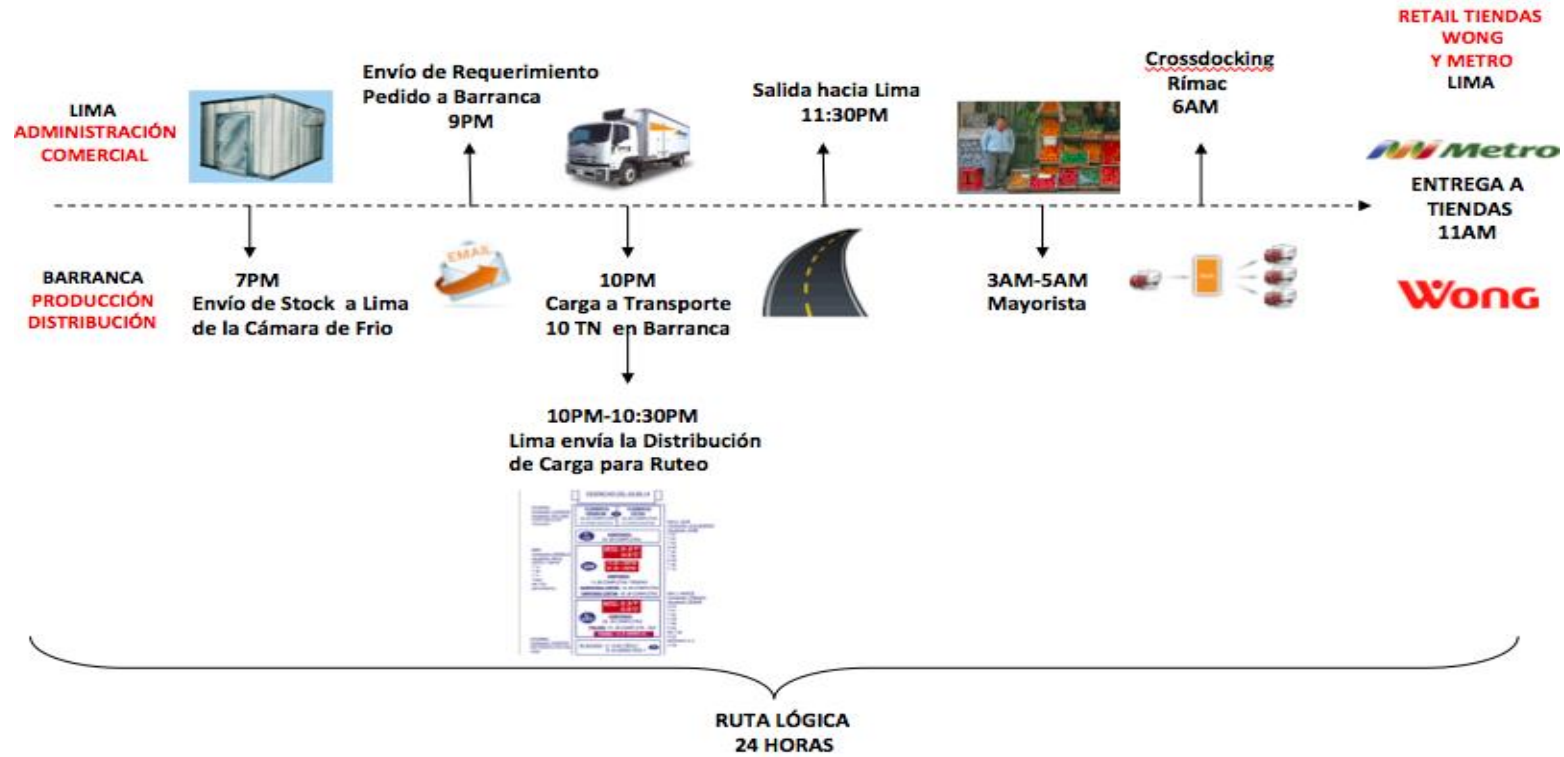 RETAIL TIENDAS
WONG
Y METRO
LIMA
LIMA
ADMINISTRACIÓN
COMERCIAL
Envío de Requerimiento
Pedido a Barranca
9PM
Salida hacia Lima
11:30PM
Crossdocking
Rímac
6AM
Metro
ENTREGA A
TIENDAS
11AM
Wong
BARRANCA
PRODUCCIÓN
DISTRIBUCIÓN
7PM
Envío de Stock a Lima
de la Cámara de Frio
EMAIL
10PM
Carga a Transporte
10 TN en Barranca
3AM-5AM
Mayorista
10PM-10:30PM
Lima envía la Distribución
de Carga para Ruteo
RUTA LÓGICA
24 HORAS